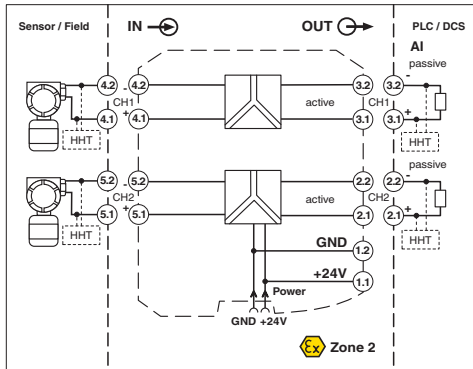 Sensor / Field IN OUT PLC / DCS
AI
passive
4.2 - 4.2 3.2 3.2 -
CH1 CH1
active
4.1 + 4.1 3.1 3.1 +
HHT HHT
passive
5.2 - 5.2 2.2 2.2 -
CH2 CH2
active
5.1 + 5.1 2.1 2.1 +
HHT HHT
GND 1.2
+24V 1.1
Power
GND +24V
Ex Zone 2